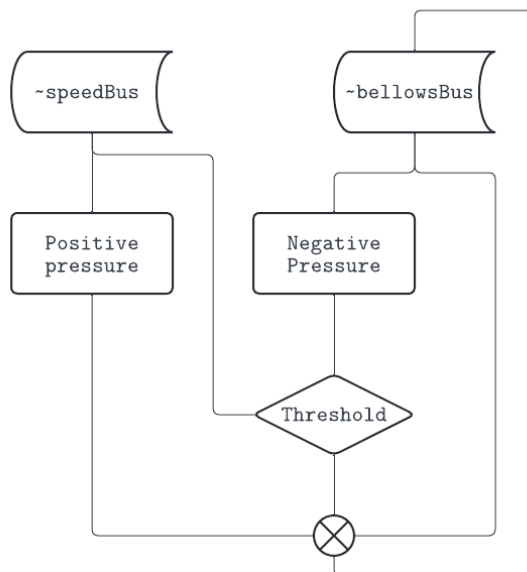 ~speedBus
~bellowsBus
Positive
pressure
Negative
Pressure
Threshold